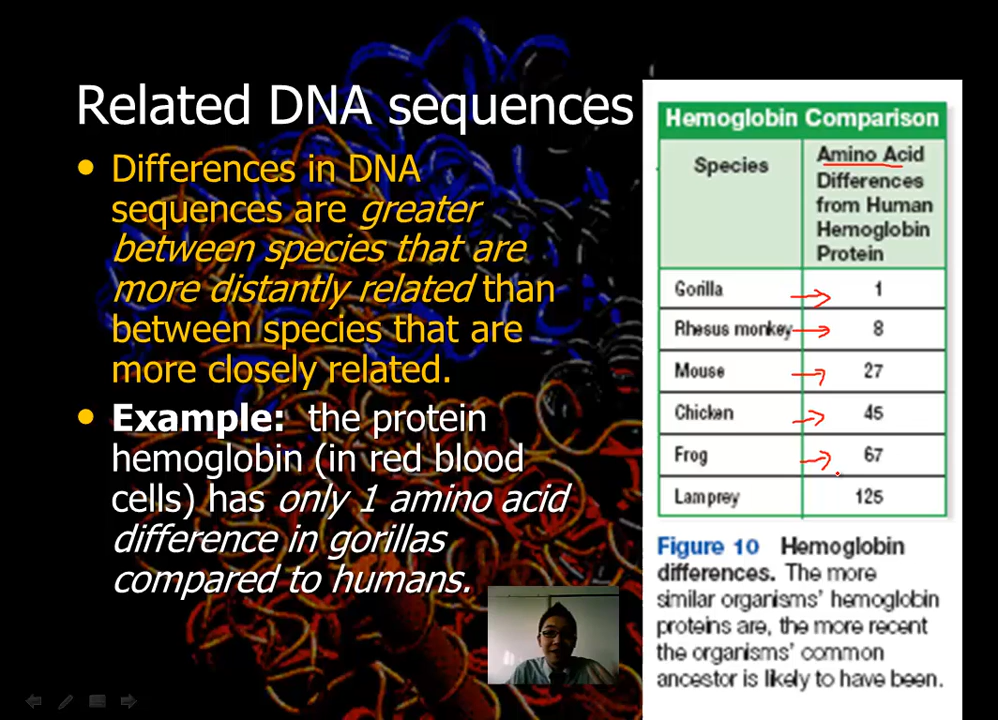 Related DNA sequences
Differences in DNA
sequences are greater
between species that are
more distantly related than
between species that are
more closely related.
Example: the protein
hemoglobin (in red blood
cells) has only 1 amino acid
difference in gorillas
compared to humans.
Hemoglobin Comparison
Species
Amino Acid
Differences
from Human
Hemoglobin
Protein
Gorilla 1
Rhesus monkey 8
Mouse 27
Chicken 45
Frog 67
Lamprey 125
Figure 10 Hemoglobin
differences. The more
similar organisms' hemoglobin
proteins are, the more recent
the organisms' common
ancestor is likely to have been.